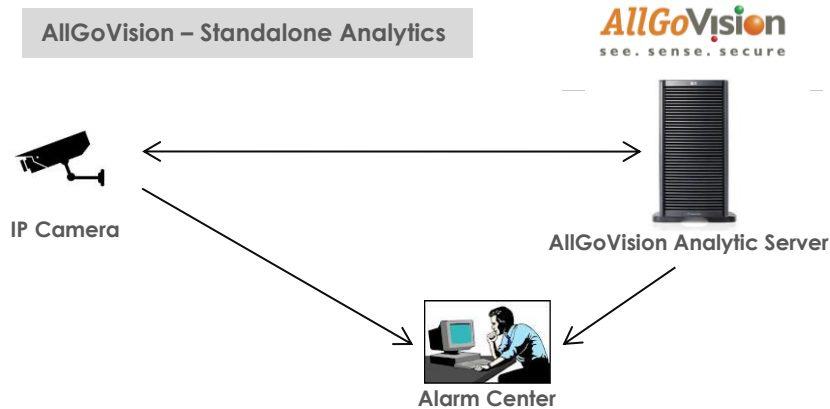 AllGoVision – Standalone Analytics
AllGoVision
see. sense. secure
IP Camera
AllGoVision Analytic Server
Alarm Center